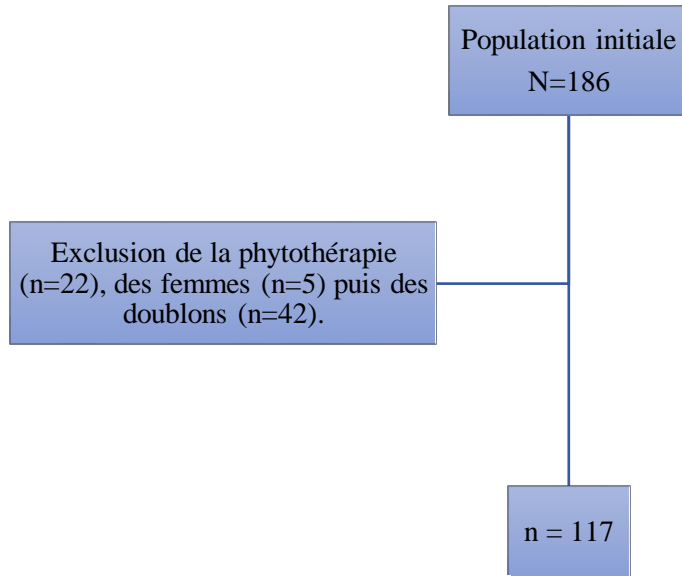 Population initiale
N=186
Exclusion de la phytothérapie
(n=22), des femmes (n=5) puis des
doublons (n=42).
n = 117